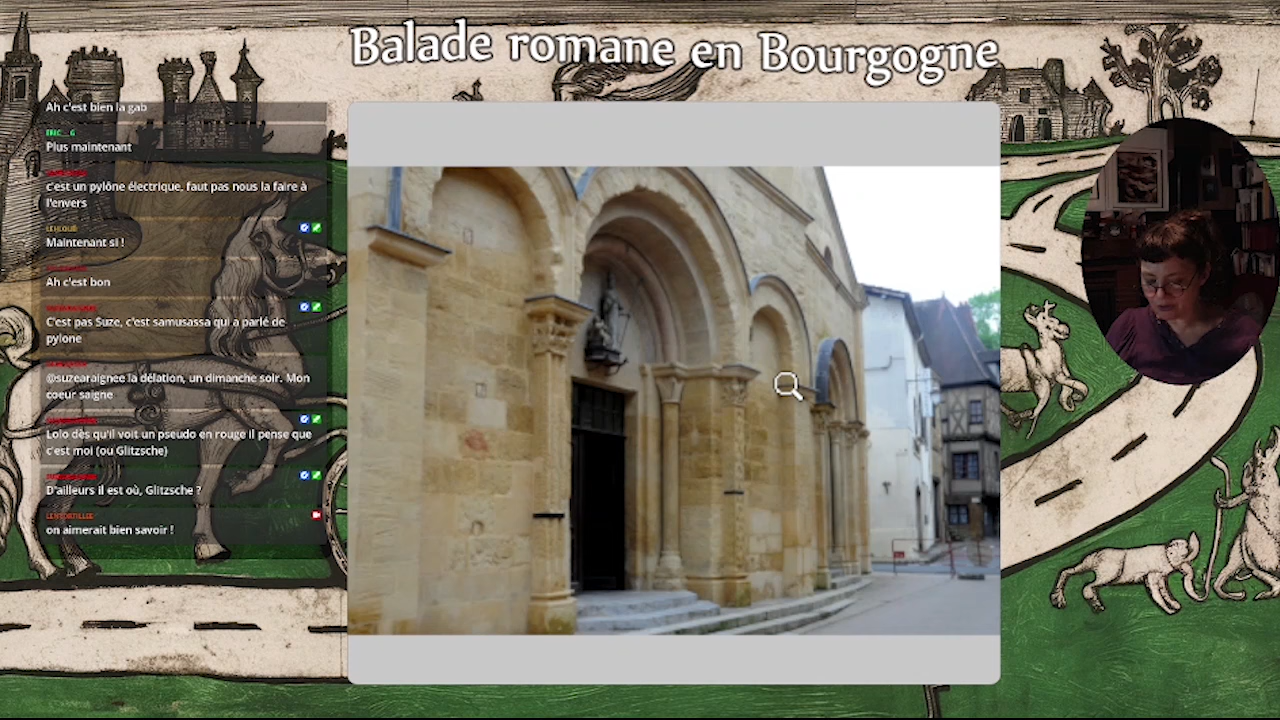 Balade romane en Bourgogne
Ah c'est bien la gab
ERIC__G
Plus maintenant
c'est un pylône électrique, faut pas nous la faire à
l'envers
Maintenant si !
Ah c'est bon
C'est pas Suze, c'est samusassa qui a parlé de
pylone
@suzearaignee la délation, un dimanche soir. Mon
coeur saigne
Lolo dès qu'il voit un pseudo en rouge il pense que
c'est moi (ou Glitzsche)
D'ailleurs il est où, Glitzsche ?
LENTORTILLEE
on aimerait bien savoir !